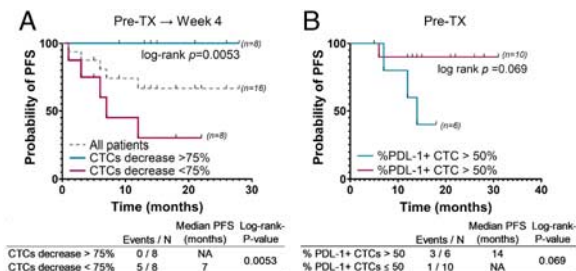 A
Pre-TX → Week 4
Probability of PFS
100
50
0
(n=8)
log-rank p=0.0053
(n=16)
(n=8)
All patients
CTCs decrease >75%
CTCs decrease <75%
0
10
20
30
Time (months)
Events / N
Median PFS (months)
Log-rank-P-value
CTCs decrease > 75%
0 / 8
NA
0.0053
CTCs decrease < 75%
5 / 8
7
B
Pre-TX
Probability of PFS
100
50
0
(n=10)
log rank p =0.069
(n=6)
%PDL-1+ CTC > 50%
%PDL-1+ CTC > 50%
0
10
20
30
40
Time (months)
Events / N
Median PFS (months)
Log-rank-P-value
% PDL-1+ CTCs > 50
3 / 6
14
0.069
% PDL-1+ CTCs ≤ 50
1 / 10
NA